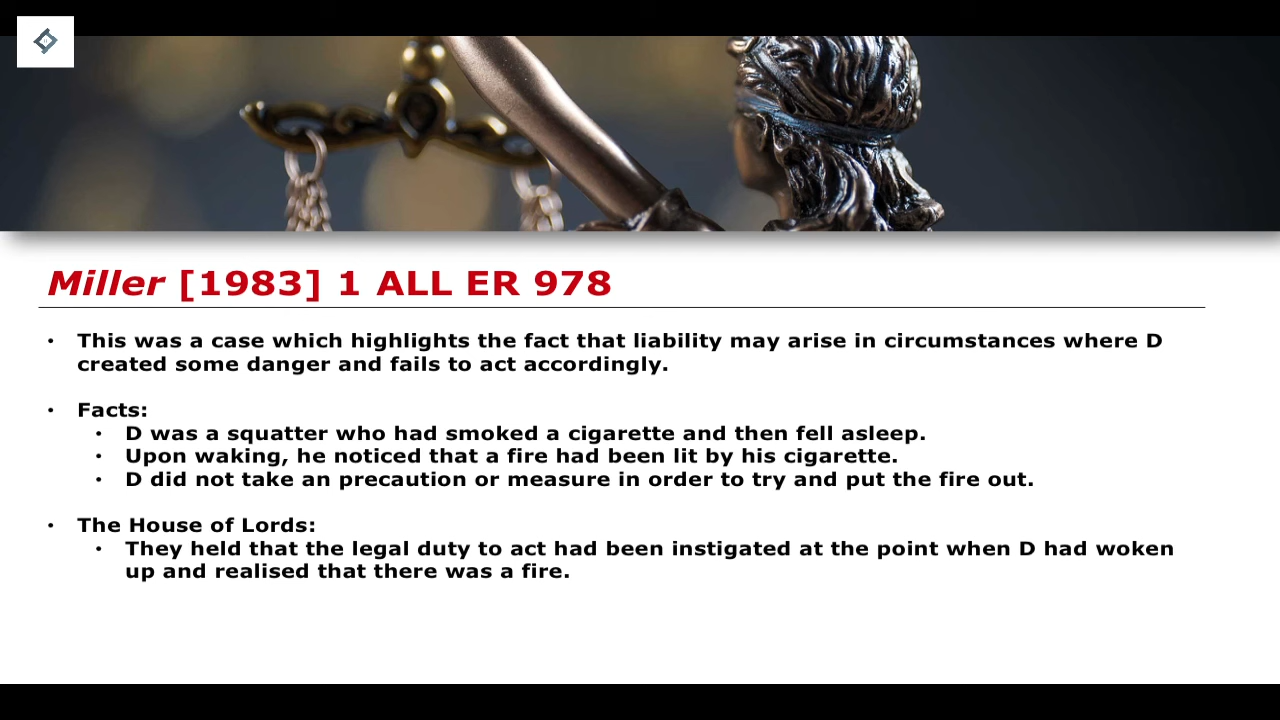 Miller [1983] 1 ALL ER 978
• This was a case which highlights the fact that liability may arise in circumstances where D
created some danger and fails to act accordingly.
• Facts:
• D was a squatter who had smoked a cigarette and then fell asleep.
• Upon waking, he noticed that a fire had been lit by his cigarette.
• D did not take an precaution or measure in order to try and put the fire out.
• The House of Lords:
• They held that the legal duty to act had been instigated at the point when D had woken
up and realised that there was a fire.